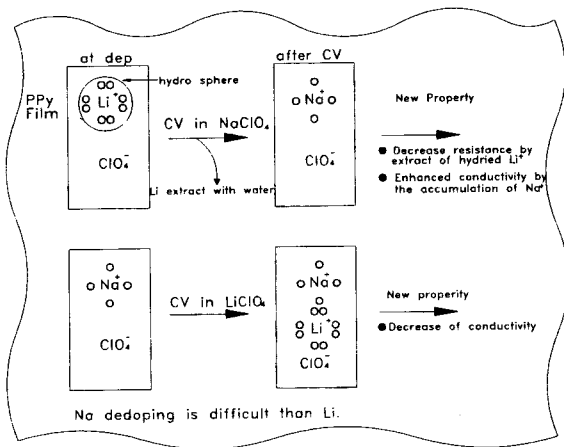 at dep
hydro sphere
Li⁺
PPy
Film
ClO₄⁻
CV in NaClO₄
Li extract with water
after CV
Na⁺
ClO₄⁻
New Property
● Decrease resistance by
extract of hydried Li⁺
● Enhanced conductivity by
the accumulation of Na⁺
Na⁺
ClO₄⁻
CV in LiClO₄
Na⁺
Li⁺
ClO₄⁻
New properity
● Decrease of conductivity
Na dedoping is difficult than Li.